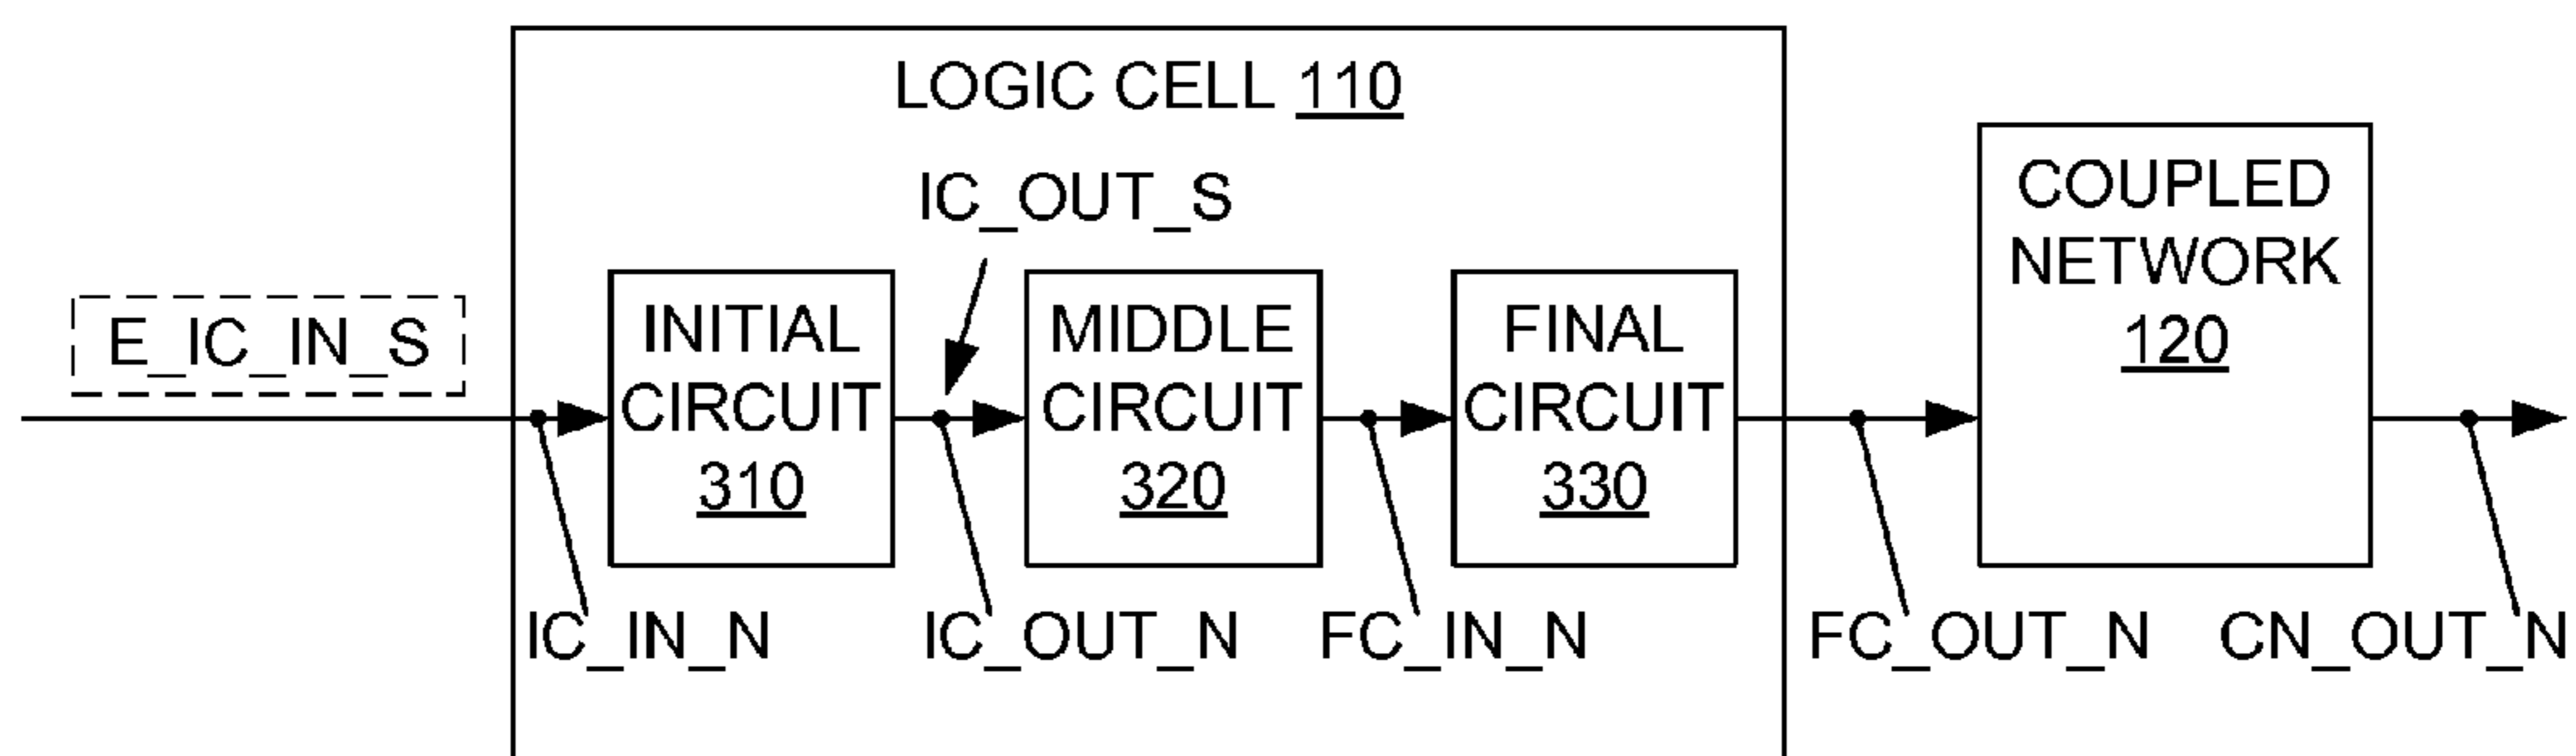 LOGIC CELL 110
IC_OUT_S
E_IC_IN_S
INITIAL
CIRCUIT
310
MIDDLE
CIRCUIT
320
FINAL
CIRCUIT
330
COUPLED
NETWORK
120
IC_IN_N
IC_OUT_N
FC_IN_N
FC_OUT_N
CN_OUT_N